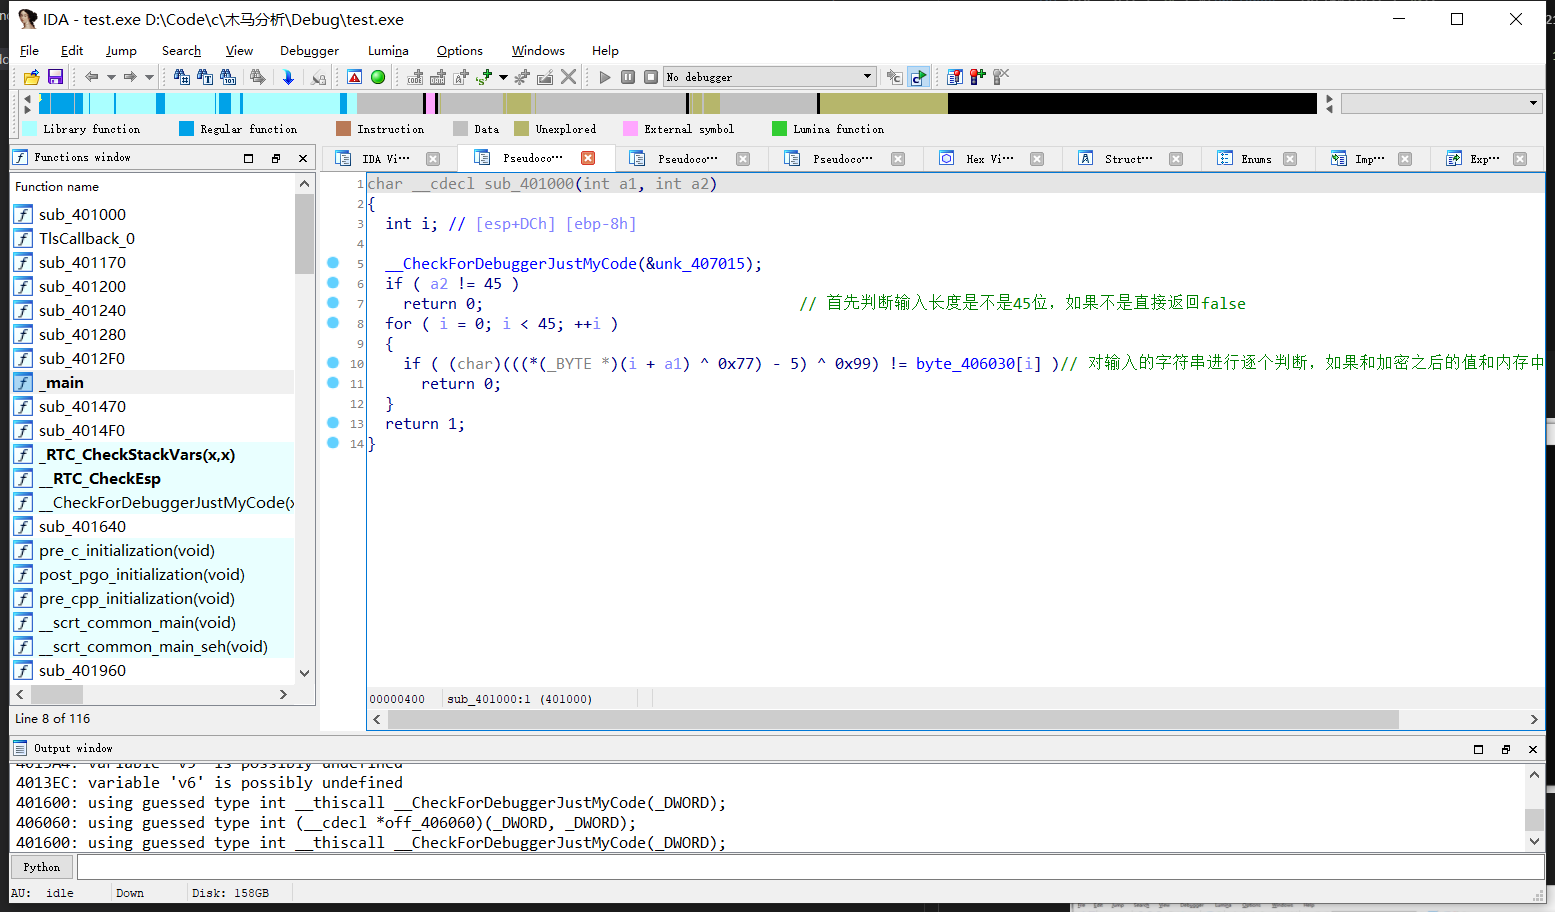 IDA - test.exe D:\Code\c\木马分析\Debug\test.exe
File Edit Jump Search View Debugger Lumina Options Windows Help
No debugger
Library function Regular function Instruction Data Unexplored External symbol Lumina function
Functions window
IDA Vi··· Pseudoco··· Pseudoco··· Pseudoco··· Hex Vi··· Struct··· Enums Imp··· Exp···
Function name
sub_401000
TlsCallback_0
sub_401170
sub_401200
sub_401240
sub_401280
sub_4012F0
_main
sub_401470
sub_4014F0
_RTC_CheckStackVars(x,x)
__RTC_CheckEsp
__CheckForDebuggerJustMyCode(x
sub_401640
pre_c_initialization(void)
post_pgo_initialization(void)
pre_cpp_initialization(void)
__scrt_common_main(void)
__scrt_common_main_seh(void)
sub_401960
Line 8 of 116
1 char __cdecl sub_401000(int a1, int a2)
2 {
3 int i; // [esp+DCh] [ebp-8h]
4
5 __CheckForDebuggerJustMyCode(&unk_407015);
6 if ( a2 != 45 )
7 return 0; // 首先判断输入长度是不是45位，如果不是直接返回false
8 for ( i = 0; i < 45; ++i )
9 {
10 if ( (char)(((*(_BYTE *)(i + a1) ^ 0x77) - 5) ^ 0x99) != byte_406030[i] )// 对输入的字符串进行逐个判断，如果和加密之后的值和内存中
11 return 0;
12 }
13 return 1;
14 }
00000400 sub_401000:1 (401000)
Output window
4013A4: variable 'v5' is possibly undefined
4013EC: variable 'v6' is possibly undefined
401600: using guessed type int __thiscall __CheckForDebuggerJustMyCode(_DWORD);
406060: using guessed type int (__cdecl *off_406060)(_DWORD, _DWORD);
401600: using guessed type int __thiscall __CheckForDebuggerJustMyCode(_DWORD);
Python
AU: idle Down Disk: 158GB